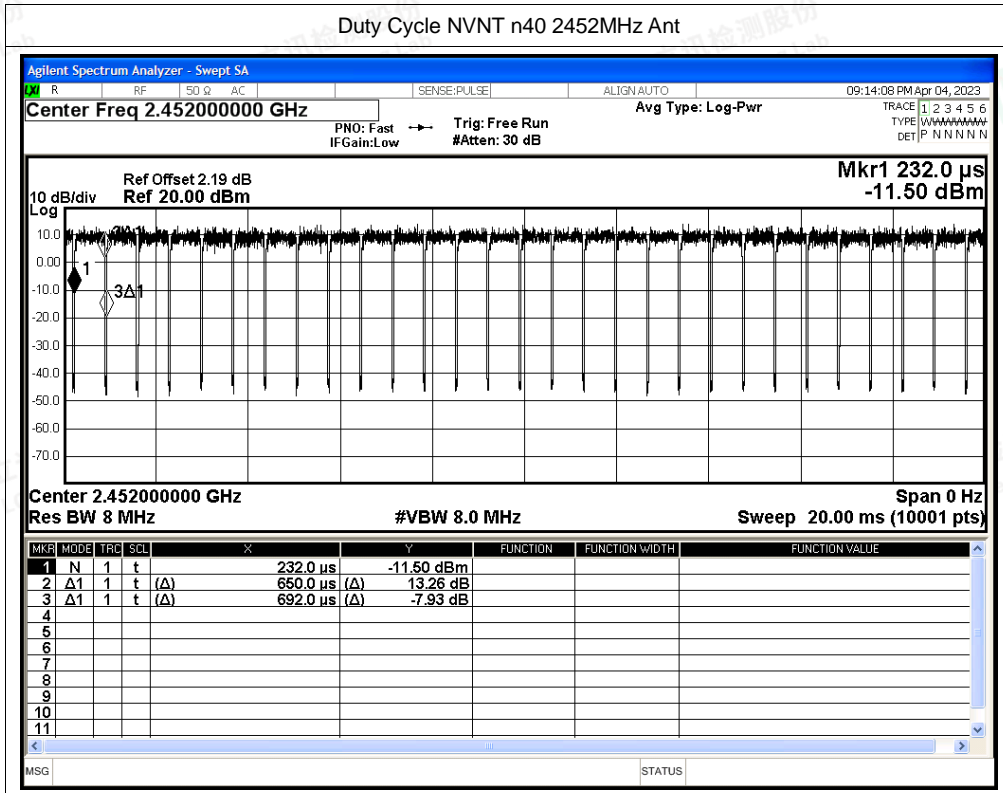 Duty Cycle NVNT n40 2452MHz Ant
Agilent Spectrum Analyzer - Swept SA
LXI R RF 50 Ω AC SENSE:PULSE ALIGN AUTO 09:14:08 PM Apr 04, 2023
Center Freq 2.452000000 GHz Avg Type: Log-Pwr TRACE 1 2 3 4 5 6
PNO: Fast Trig: Free Run TYPE
IFGain:Low #Atten: 30 dB DET P N N N N N
Mkr1 232.0 µs
-11.50 dBm
Ref Offset 2.19 dB
10 dB/div Ref 20.00 dBm
Log
10.0
0.00
-10.0
-20.0
-30.0
-40.0
-50.0
-60.0
-70.0
1
3Δ1
Center 2.452000000 GHz Span 0 Hz
Res BW 8 MHz #VBW 8.0 MHz Sweep 20.00 ms (10001 pts)
MKR MODE TRC SCL X Y FUNCTION FUNCTION WIDTH FUNCTION VALUE
1 N 1 t 232.0 µs -11.50 dBm
2 Δ1 1 t (Δ) 650.0 µs (Δ) 13.26 dB
3 Δ1 1 t (Δ) 692.0 µs (Δ) -7.93 dB
4
5
6
7
8
9
10
11
MSG STATUS